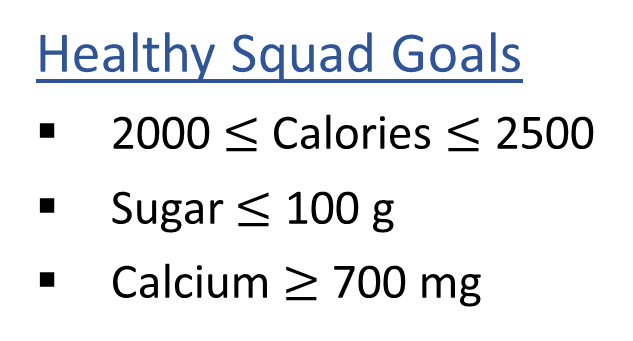 Healthy Squad Goals
▪ 2000 ≤ Calories ≤ 2500
▪ Sugar ≤ 100 g
▪ Calcium ≥ 700 mg